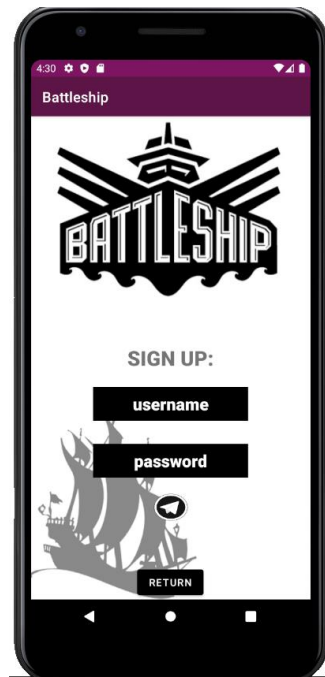 4:30
Battleship
BATTLESHIP
SIGN UP:
username
password
RETURN